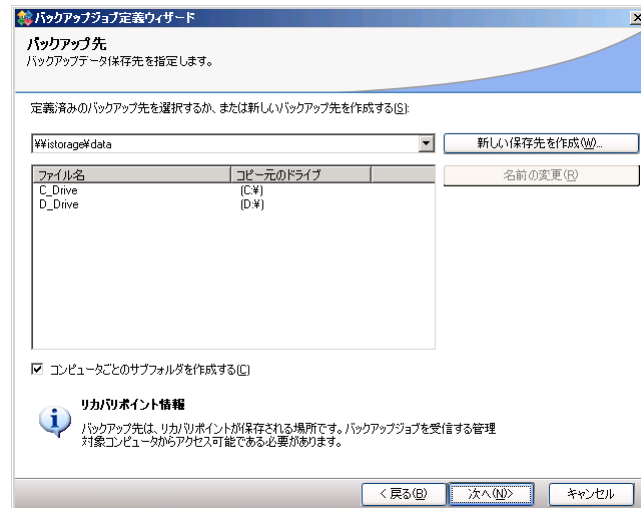 バックアップジョブ定義ウィザード
バックアップ先
バックアップデータ保存先を指定します。
定義済みのバックアップ先を選択するか、または新しいバックアップ先を作成する(S):
¥¥istorage¥data
新しい保存先を作成(W)...
ファイル名 コピー元のドライブ
名前の変更(R)
C_Drive (C:¥)
D_Drive (D:¥)
コンピュータごとのサブフォルダを作成する(C)
リカバリポイント情報
バックアップ先は、リカバリポイントが保存される場所です。バックアップジョブを受信する管理
対象コンピュータからアクセス可能である必要があります。
< 戻る(B) 次へ(N)> キャンセル